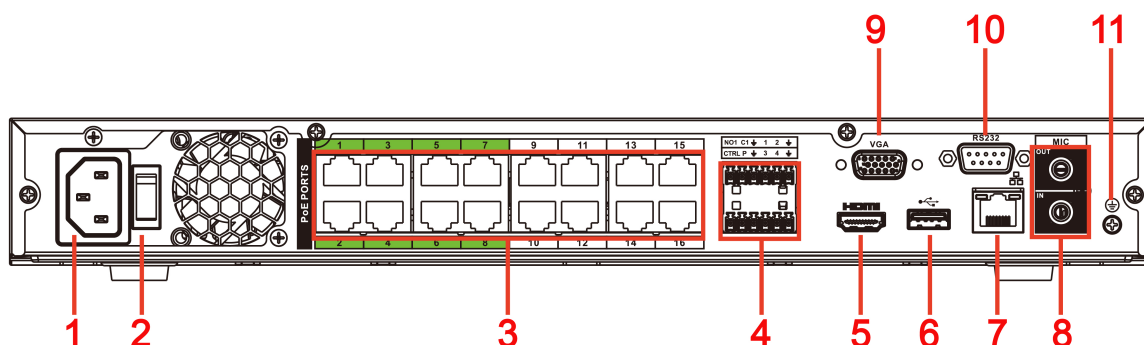 9 10 11
1 3 5 7 9 11 13 15
NO1 C1 ⏚ 1 2 ⏚
CTRL P ⏚ 3 4 ⏚
VGA
RS232
MIC
OUT
PoE PORTS
IN
HDMI
2 4 6 8 10 12 14 16
1 2 3 4 5 6 7 8